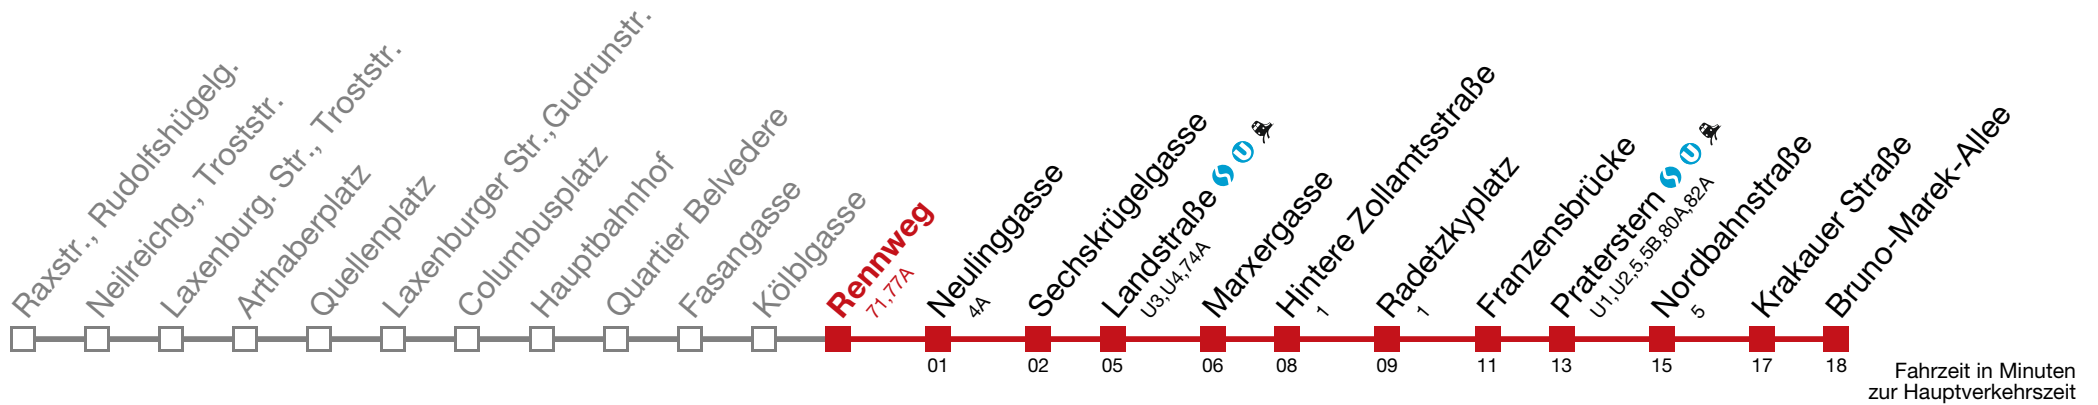 Raxstr., Rudolfshügelg.
Neilreichg., Troststr.
Laxenburg. Str., Troststr.
Arthaberplatz
Quellenplatz
Laxenburger Str.,Gudrunstr.
Columbusplatz
Hauptbahnhof
Quartier Belvedere
Fasangasse
Kölblgasse
Rennweg
71,77A
Neulinggasse
4A
Sechskrügelgasse
Landstraße S U
U3,U4,74A
Marxergasse
Hintere Zollamtsstraße
1
Radetzkyplatz
1
Franzensbrücke
Praterstern S U
U1,U2,5,5B,80A,82A
Nordbahnstraße
5
Krakauer Straße
Bruno-Marek-Allee
01 02 05 06 08 09 11 13 15 17 18
Fahrzeit in Minuten
zur Hauptverkehrszeit